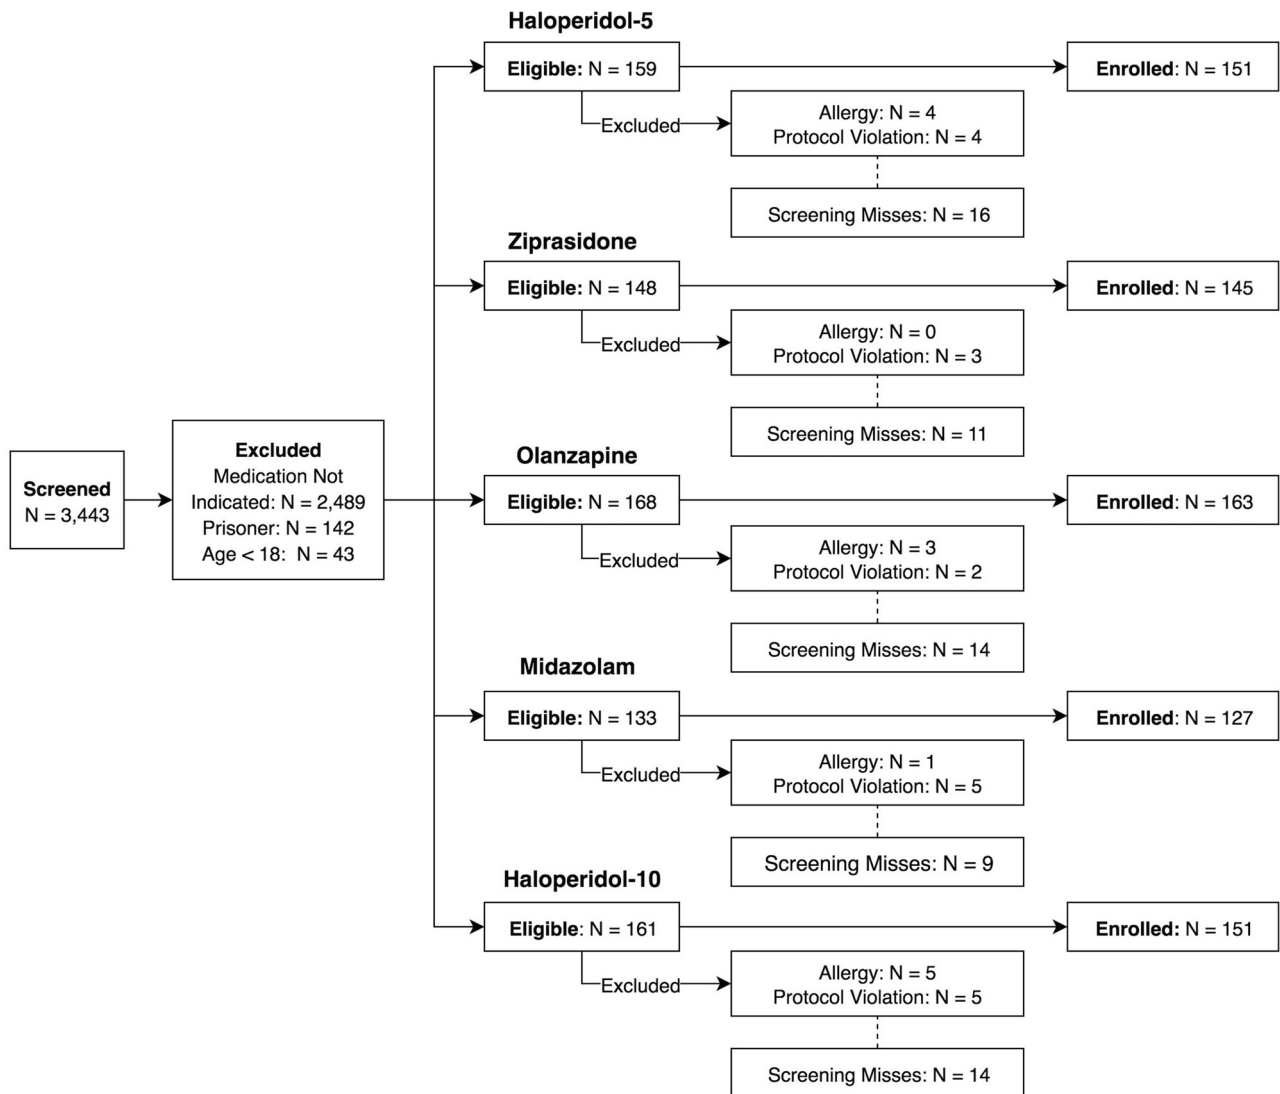 Screened
N = 3,443
Excluded
Medication Not
Indicated: N = 2,489
Prisoner: N = 142
Age < 18: N = 43
Haloperidol-5
Eligible: N = 159
Enrolled: N = 151
Excluded
Allergy: N = 4
Protocol Violation: N = 4
Screening Misses: N = 16
Ziprasidone
Eligible: N = 148
Enrolled: N = 145
Excluded
Allergy: N = 0
Protocol Violation: N = 3
Screening Misses: N = 11
Olanzapine
Eligible: N = 168
Enrolled: N = 163
Excluded
Allergy: N = 3
Protocol Violation: N = 2
Screening Misses: N = 14
Midazolam
Eligible: N = 133
Enrolled: N = 127
Excluded
Allergy: N = 1
Protocol Violation: N = 5
Screening Misses: N = 9
Haloperidol-10
Eligible: N = 161
Enrolled: N = 151
Excluded
Allergy: N = 5
Protocol Violation: N = 5
Screening Misses: N = 14